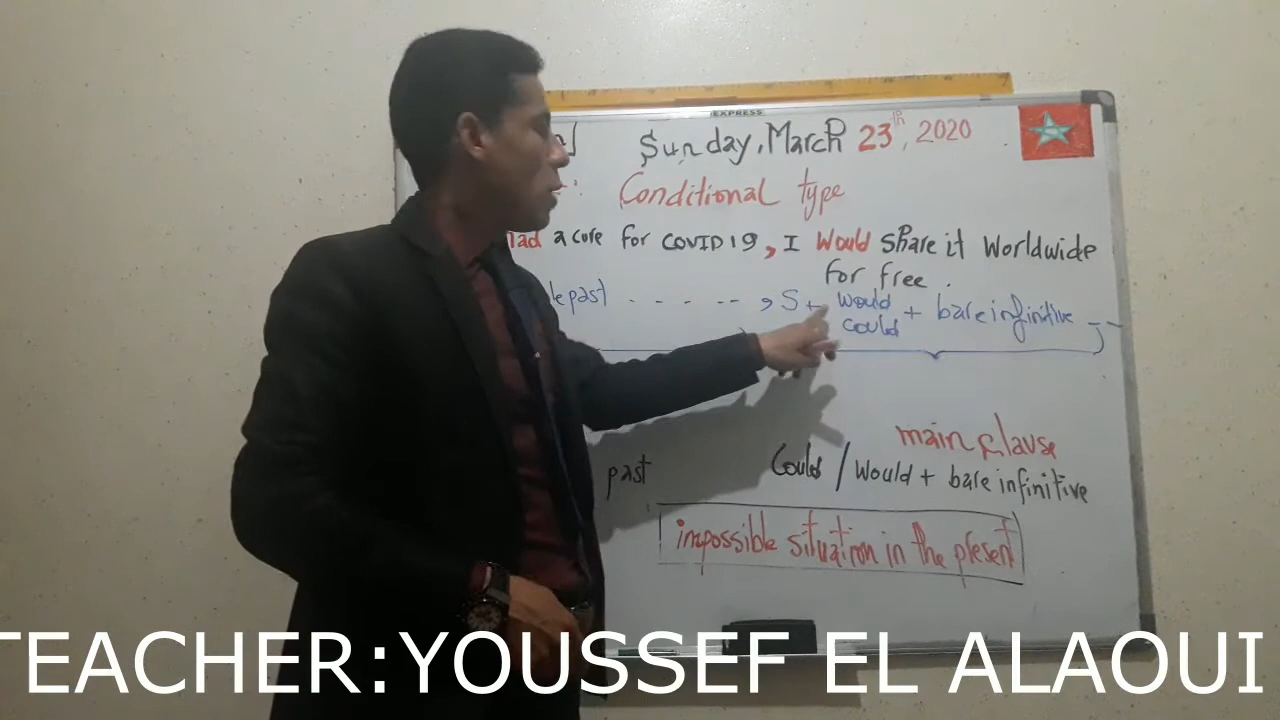 EXPRESS
Sunday, March 23th, 2020
Conditional type
had a cure for COVID 19, I would share it worldwide
for free.
past - - - - - , S + would + bare infinitive
could
main clause
past could / would + bare infinitive
impossible situation in the present
TEACHER:YOUSSEF EL ALAOUI